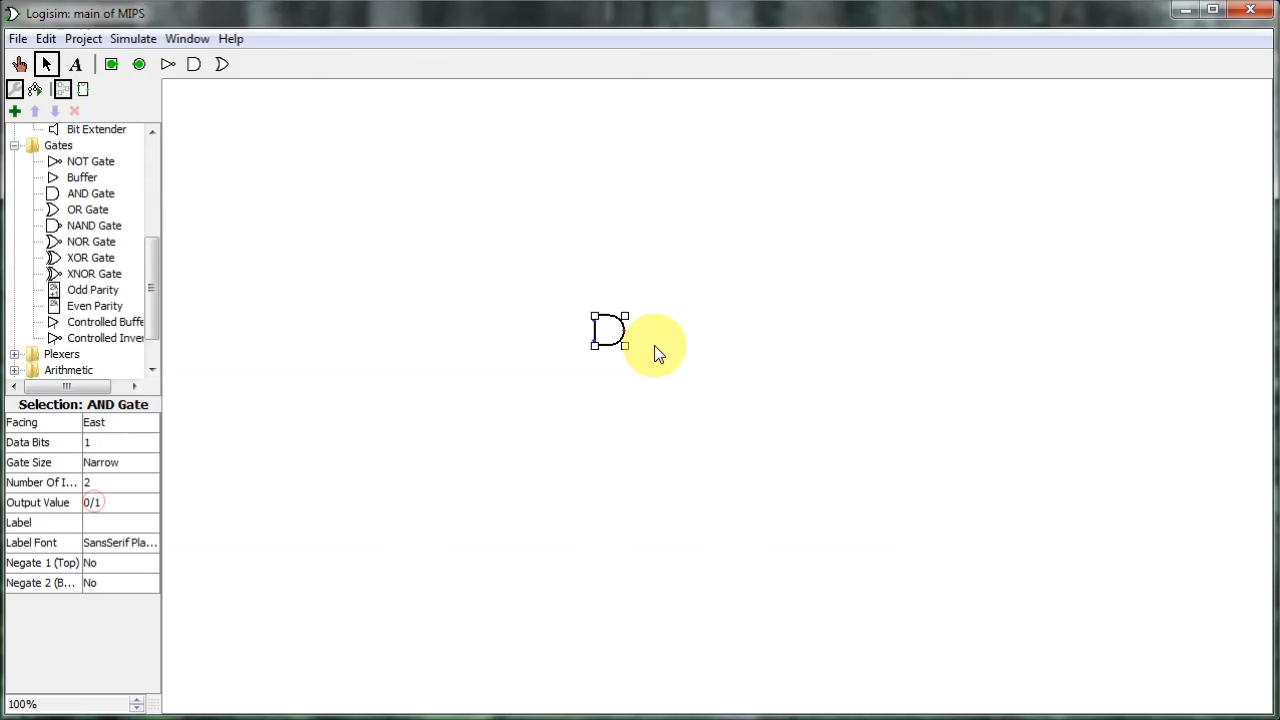 Logisim: main of MIPS
File Edit Project Simulate Window Help
A
Bit Extender
Gates
NOT Gate
Buffer
AND Gate
OR Gate
NAND Gate
NOR Gate
XOR Gate
XNOR Gate
Odd Parity
Even Parity
Controlled Buffe
Controlled Inver
Plexers
Arithmetic
Selection: AND Gate
Facing East
Data Bits 1
Gate Size Narrow
Number Of I... 2
Output Value 0/1
Label
Label Font SansSerif Pla...
Negate 1 (Top) No
Negate 2 (B... No
100%